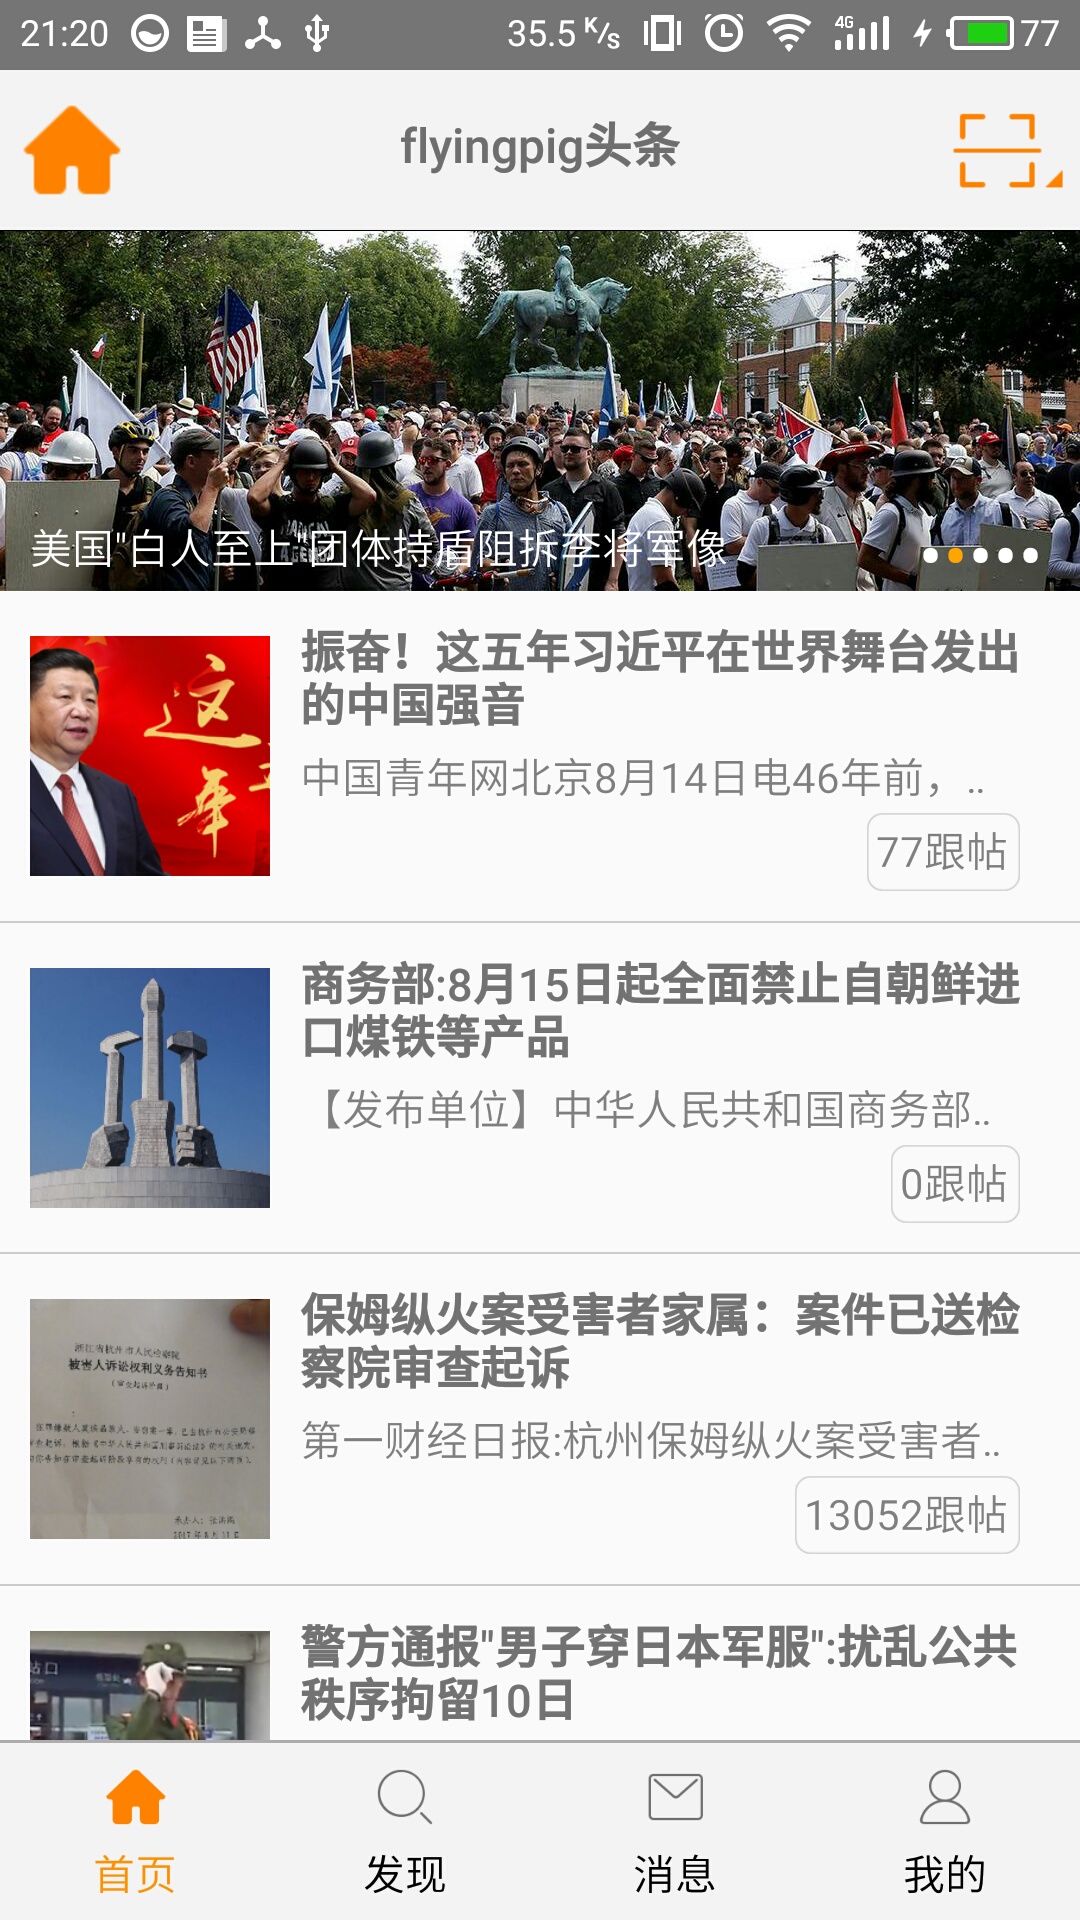 21:20 35.5 K/s 4G 77
flyingpig头条
美国"白人至上"团体持盾阻拆李将军像
振奋！这五年习近平在世界舞台发出
的中国强音
中国青年网北京8月14日电46年前，..
77跟帖
这
年
商务部:8月15日起全面禁止自朝鲜进
口煤铁等产品
【发布单位】中华人民共和国商务部..
0跟帖
保姆纵火案受害者家属：案件已送检
察院审查起诉
第一财经日报:杭州保姆纵火案受害者..
13052跟帖
浙江省杭州市人民检察院
被害人诉讼权利义务告知书
（审查起诉阶段）
警方通报"男子穿日本军服":扰乱公共
秩序拘留10日
站口
首页 发现 消息 我的